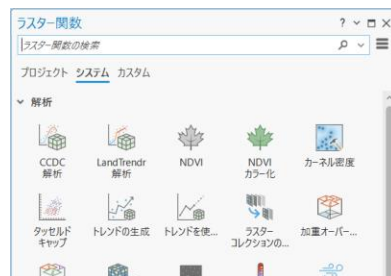 ラスター関数
ラスター関数の検索
プロジェクト システム カスタム
解析
CCDC
解析
LandTrendr
解析
NDVI
NDVI
カラー化
カーネル密度
タッセルド
キャップ
トレンドの生成
トレンドを使...
ラスター
コレクションの...
加重オーバー...